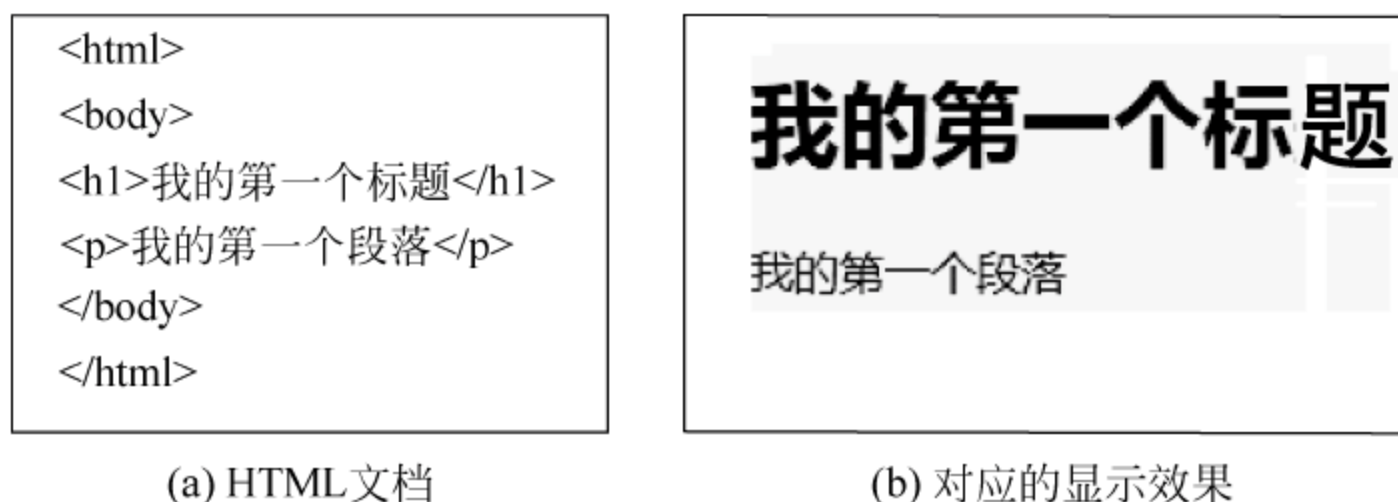 <html>
<body>
<h1>我的第一个标题</h1>
<p>我的第一个段落</p>
</body>
</html>
(a) HTML文档
我的第一个标题
我的第一个段落
(b) 对应的显示效果